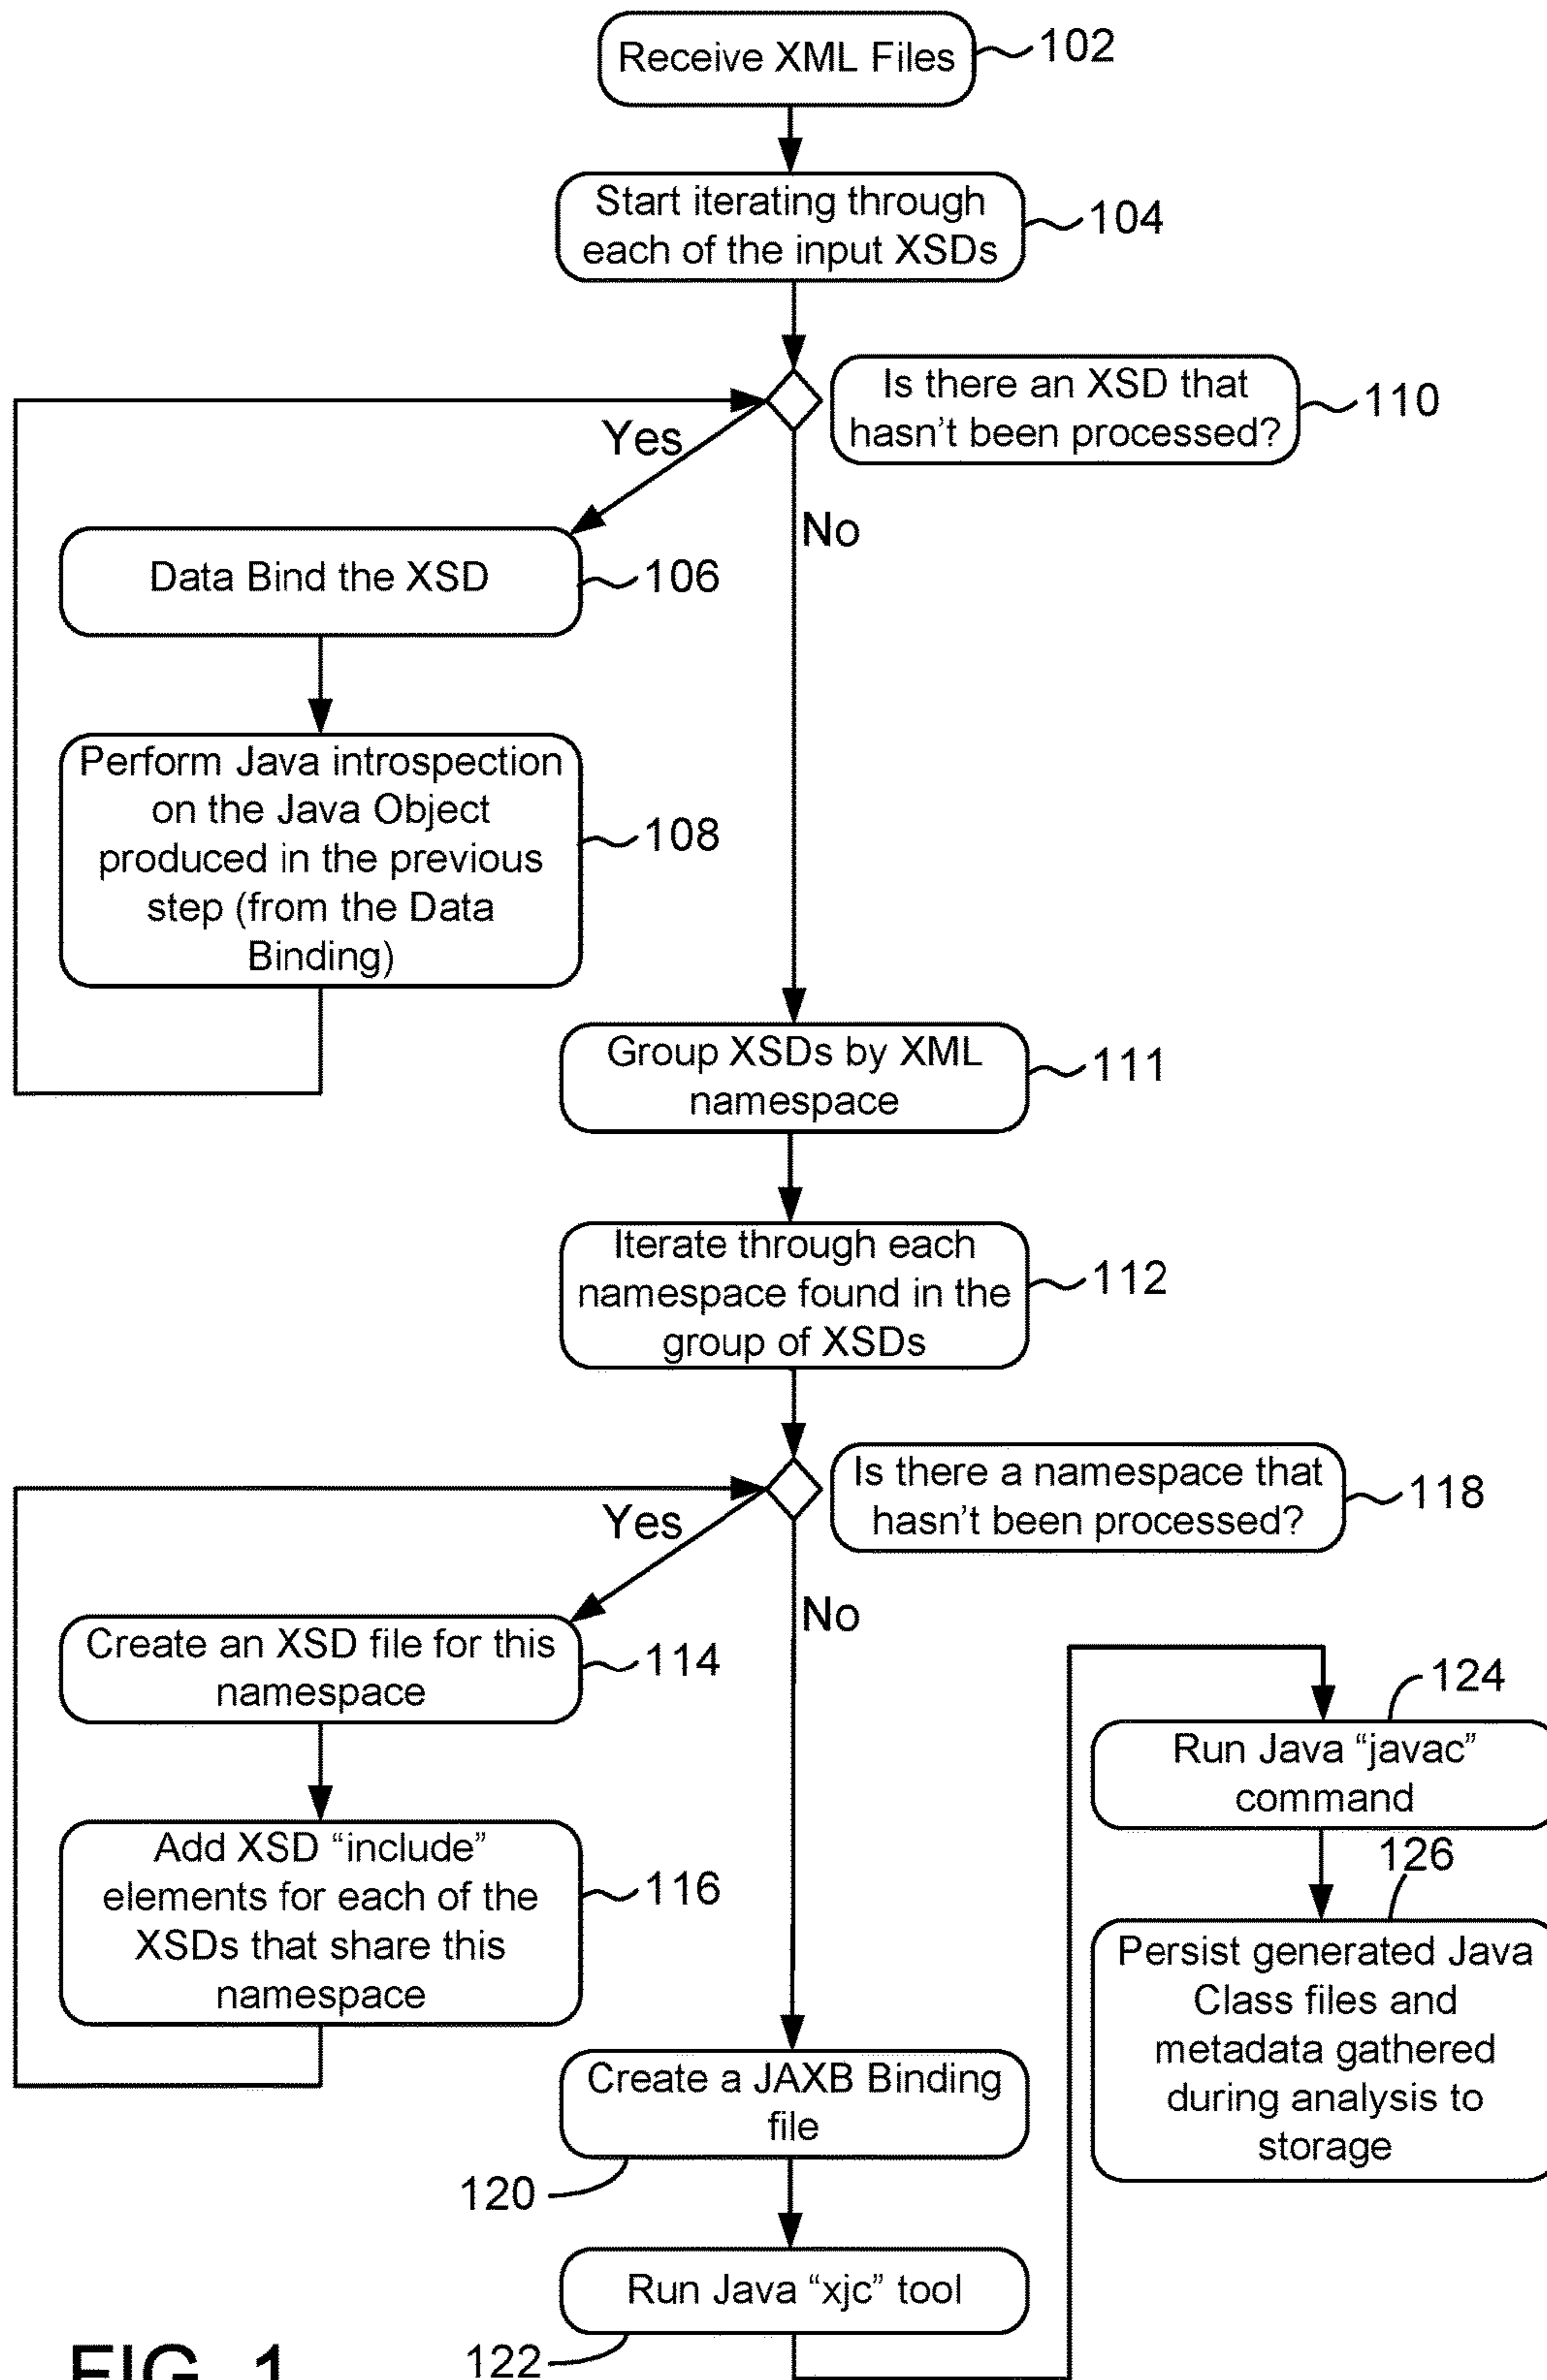 Receive XML Files
102
Start iterating through
each of the input XSDs
104
Is there an XSD that
hasn't been processed?
110
Yes
No
Data Bind the XSD
106
Perform Java introspection
on the Java Object
produced in the previous
step (from the Data
Binding)
108
Group XSDs by XML
namespace
111
Iterate through each
namespace found in the
group of XSDs
112
Is there a namespace that
hasn't been processed?
118
Yes
No
Create an XSD file for this
namespace
114
Add XSD “include”
elements for each of the
XSDs that share this
namespace
116
Create a JAXB Binding
file
120
Run Java “xjc” tool
122
124
Run Java “javac”
command
126
Persist generated Java
Class files and
metadata gathered
during analysis to
storage
FIG. 1